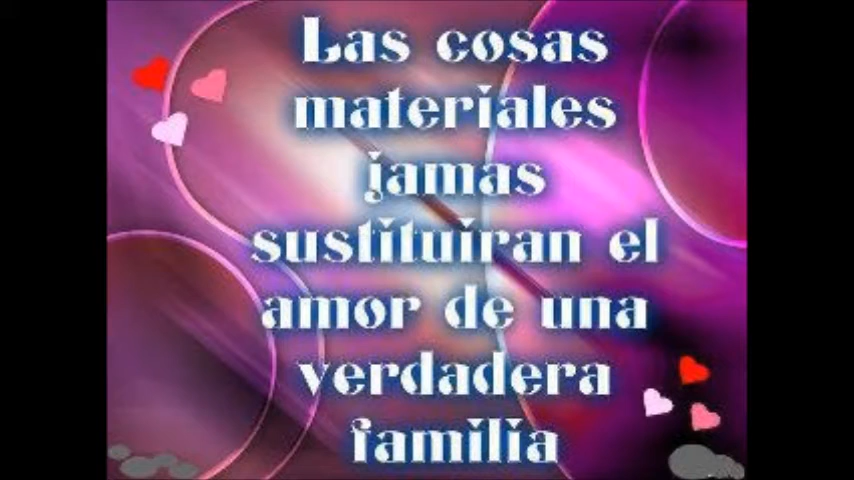 Las cosas
materiales
jamas
sustituiran el
amor de una
verdadera
familia